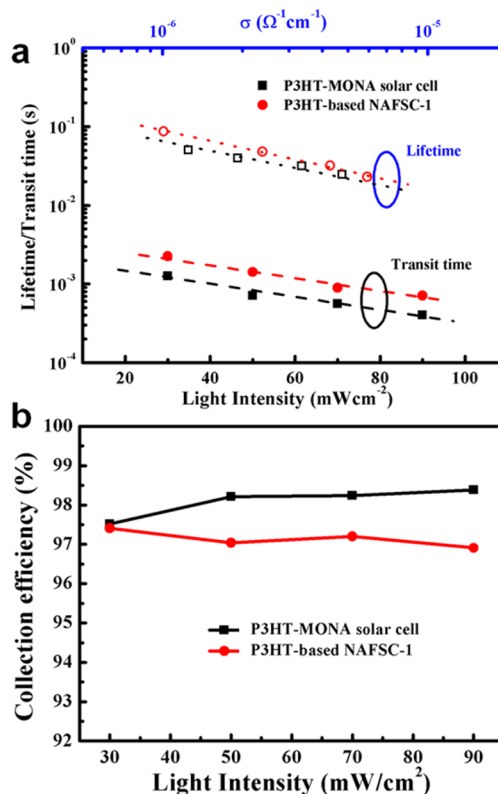 σ (Ω⁻¹cm⁻¹)
10⁻⁶ 10⁻⁵
a
10⁰
10⁻¹
10⁻²
10⁻³
10⁻⁴
Lifetime/Transit time (s)
P3HT-MONA solar cell
P3HT-based NAFSC-1
Lifetime
Transit time
20 40 60 80 100
Light Intensity (mWcm⁻²)
b
100
99
98
97
96
95
94
93
92
Collection efficiency (%)
P3HT-MONA solar cell
P3HT-based NAFSC-1
30 40 50 60 70 80 90
Light Intensity (mW/cm²)